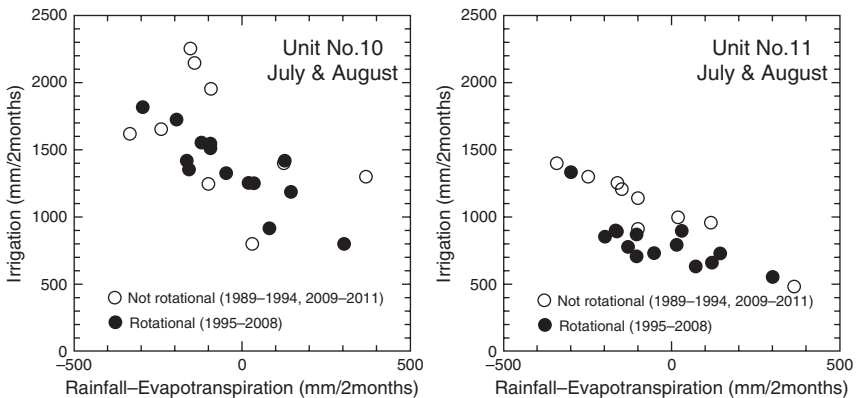 2500
2000
1500
1000
500
0
−500
0
500
Irrigation (mm/2months)
Rainfall–Evapotranspiration (mm/2months)
Unit No.10
July & August
Not rotational (1989–1994, 2009–2011)
Rotational (1995–2008)
2500
2000
1500
1000
500
0
−500
0
500
Irrigation (mm/2months)
Rainfall–Evapotranspiration (mm/2months)
Unit No.11
July & August
Not rotational (1989–1994, 2009–2011)
Rotational (1995–2008)